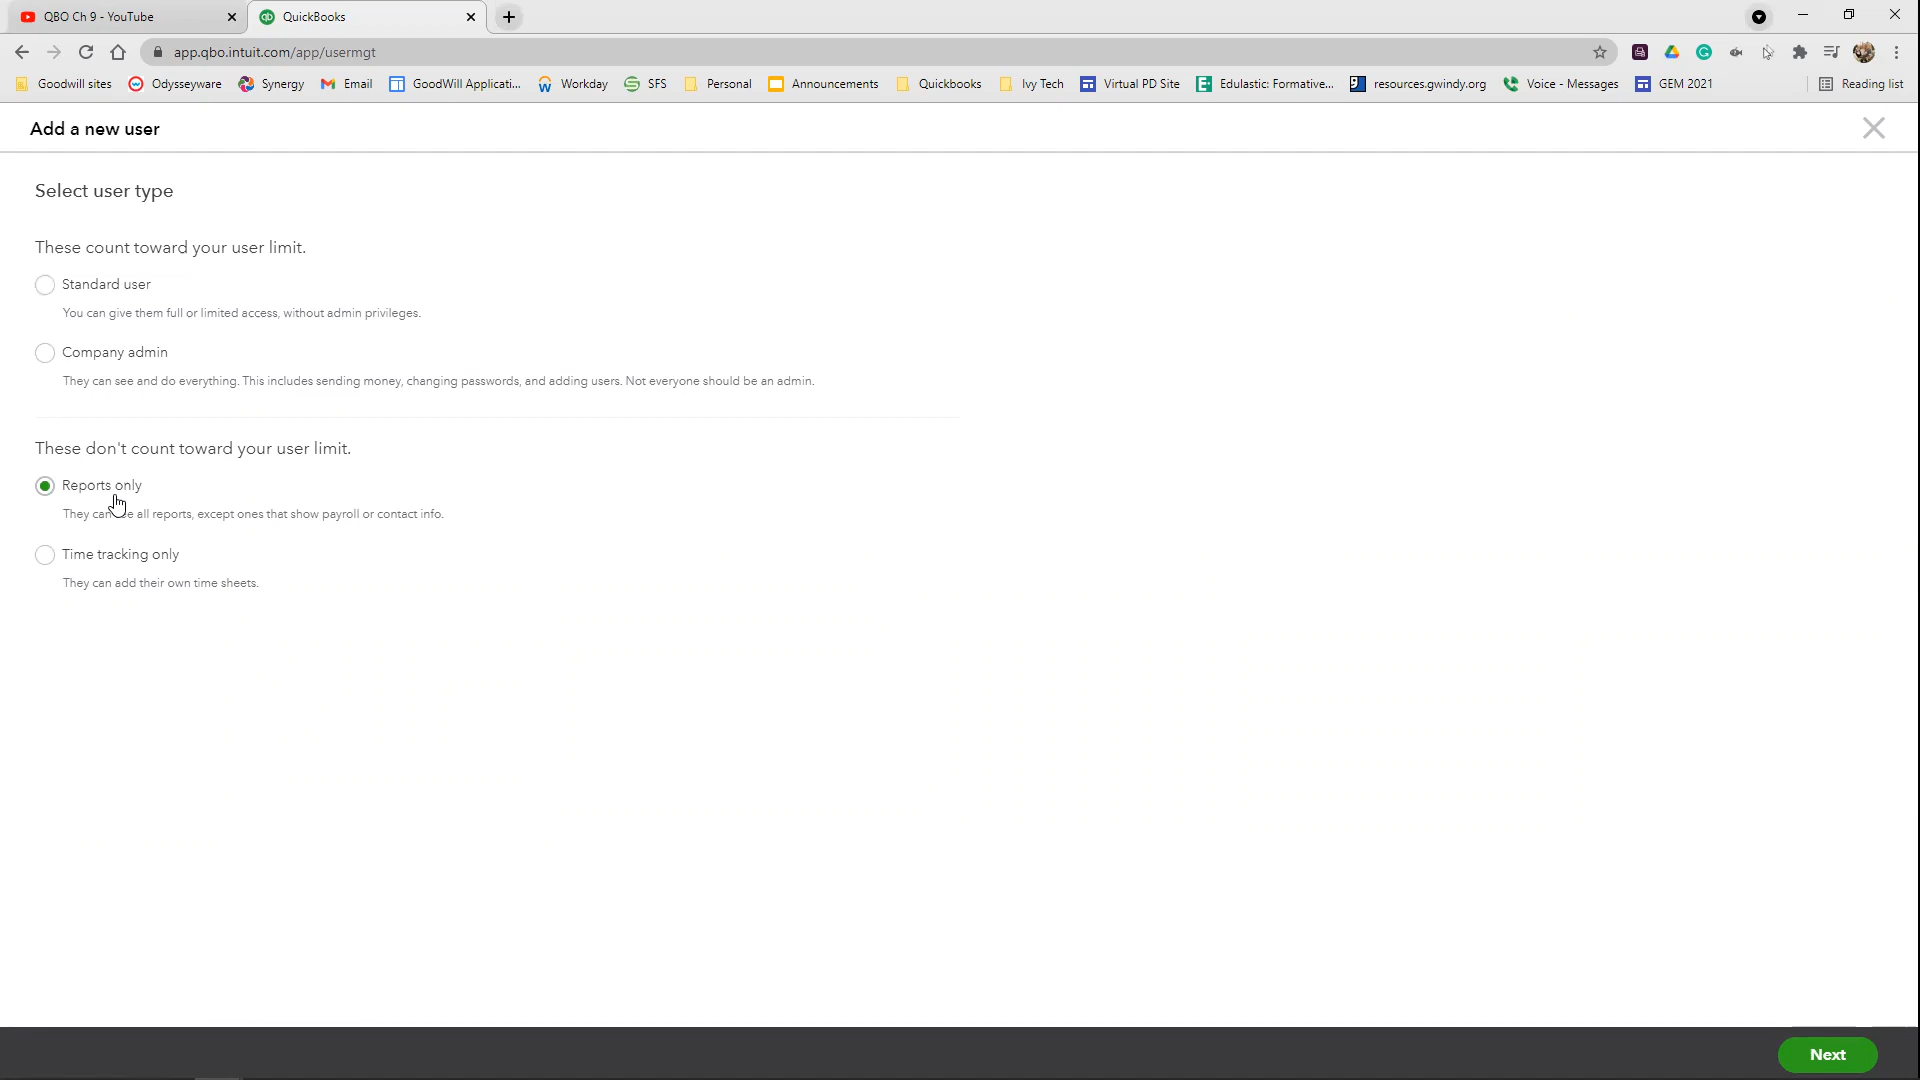 QBO Ch 9 - YouTube
QuickBooks
app.qbo.intuit.com/app/usermgt
Goodwill sites
Odysseyware
Synergy
Email
GoodWill Applicati...
Workday
SFS
Personal
Announcements
Quickbooks
Ivy Tech
Virtual PD Site
Edulastic: Formative...
resources.gwindy.org
Voice - Messages
GEM 2021
Reading list
Add a new user
Select user type
These count toward your user limit.
Standard user
You can give them full or limited access, without admin privileges.
Company admin
They can see and do everything. This includes sending money, changing passwords, and adding users. Not everyone should be an admin.
These don't count toward your user limit.
Reports only
They can all reports, except ones that show payroll or contact info.
Time tracking only
They can add their own time sheets.
Next